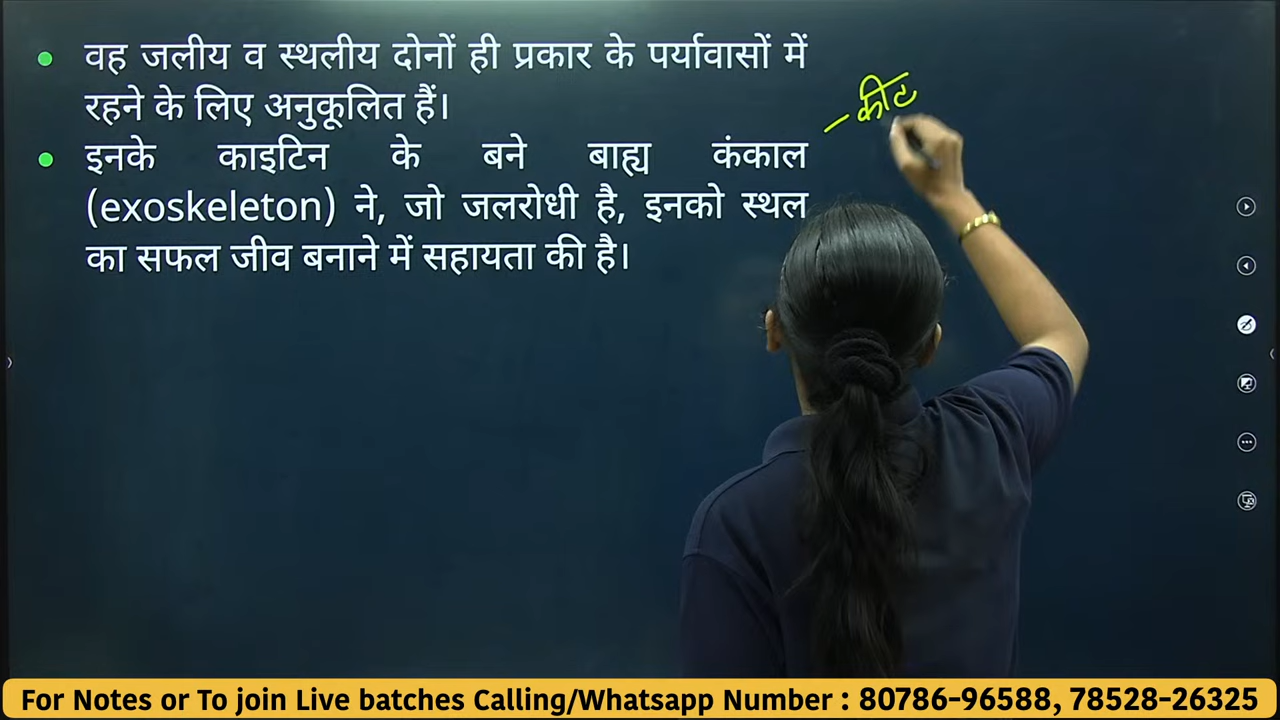 वह जलीय व स्थलीय दोनों ही प्रकार के पर्यावासों में
रहने के लिए अनुकूलित हैं।
- कीट
इनके काइटिन के बने बाह्य कंकाल
(exoskeleton) ने, जो जलरोधी है, इनको स्थल
का सफल जीव बनाने में सहायता की है।
For Notes or To join Live batches Calling/Whatsapp Number : 80786-96588, 78528-26325